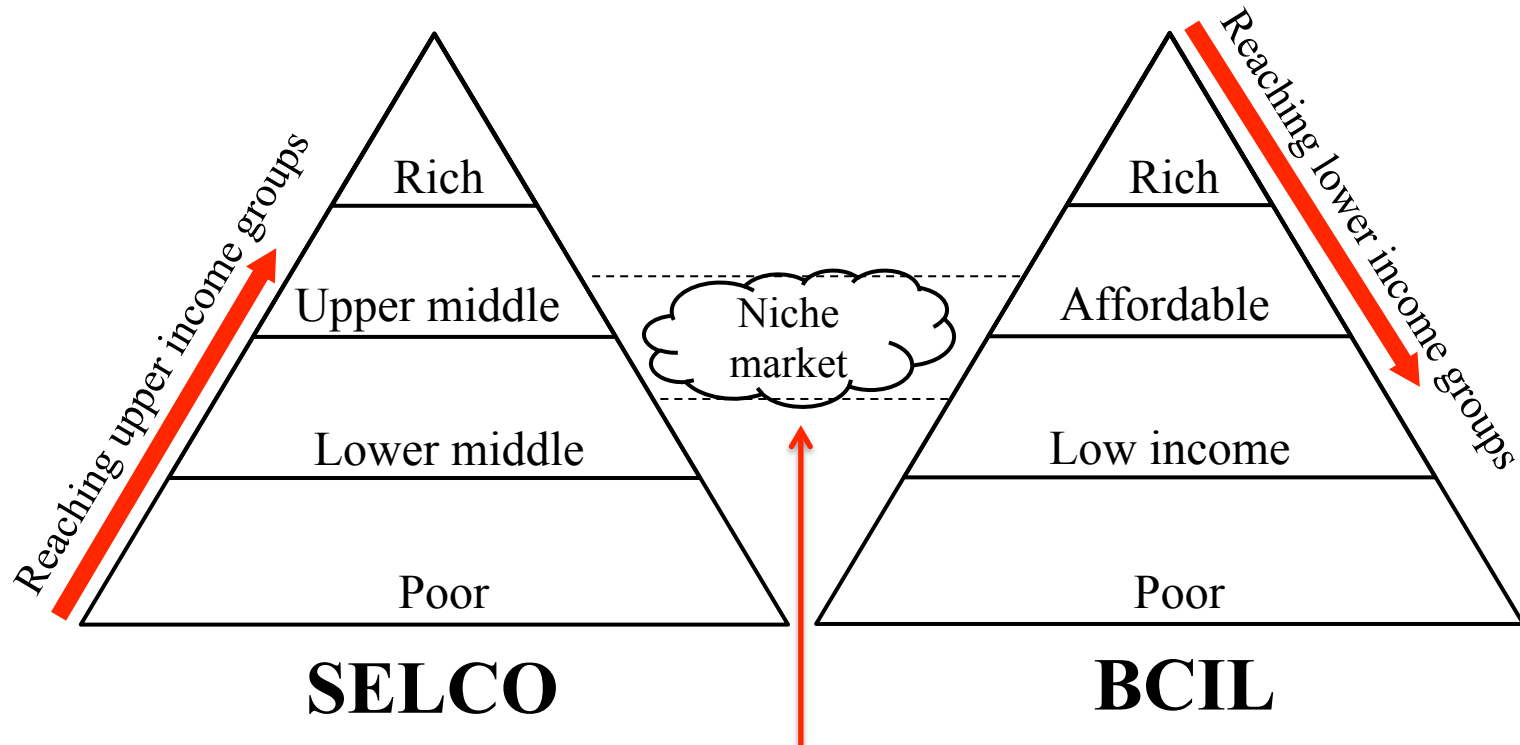 Reaching upper income groups
Rich
Upper middle
Lower middle
Poor
SELCO
Niche
market
Reaching lower income groups
Rich
Affordable
Low income
Poor
BCIL